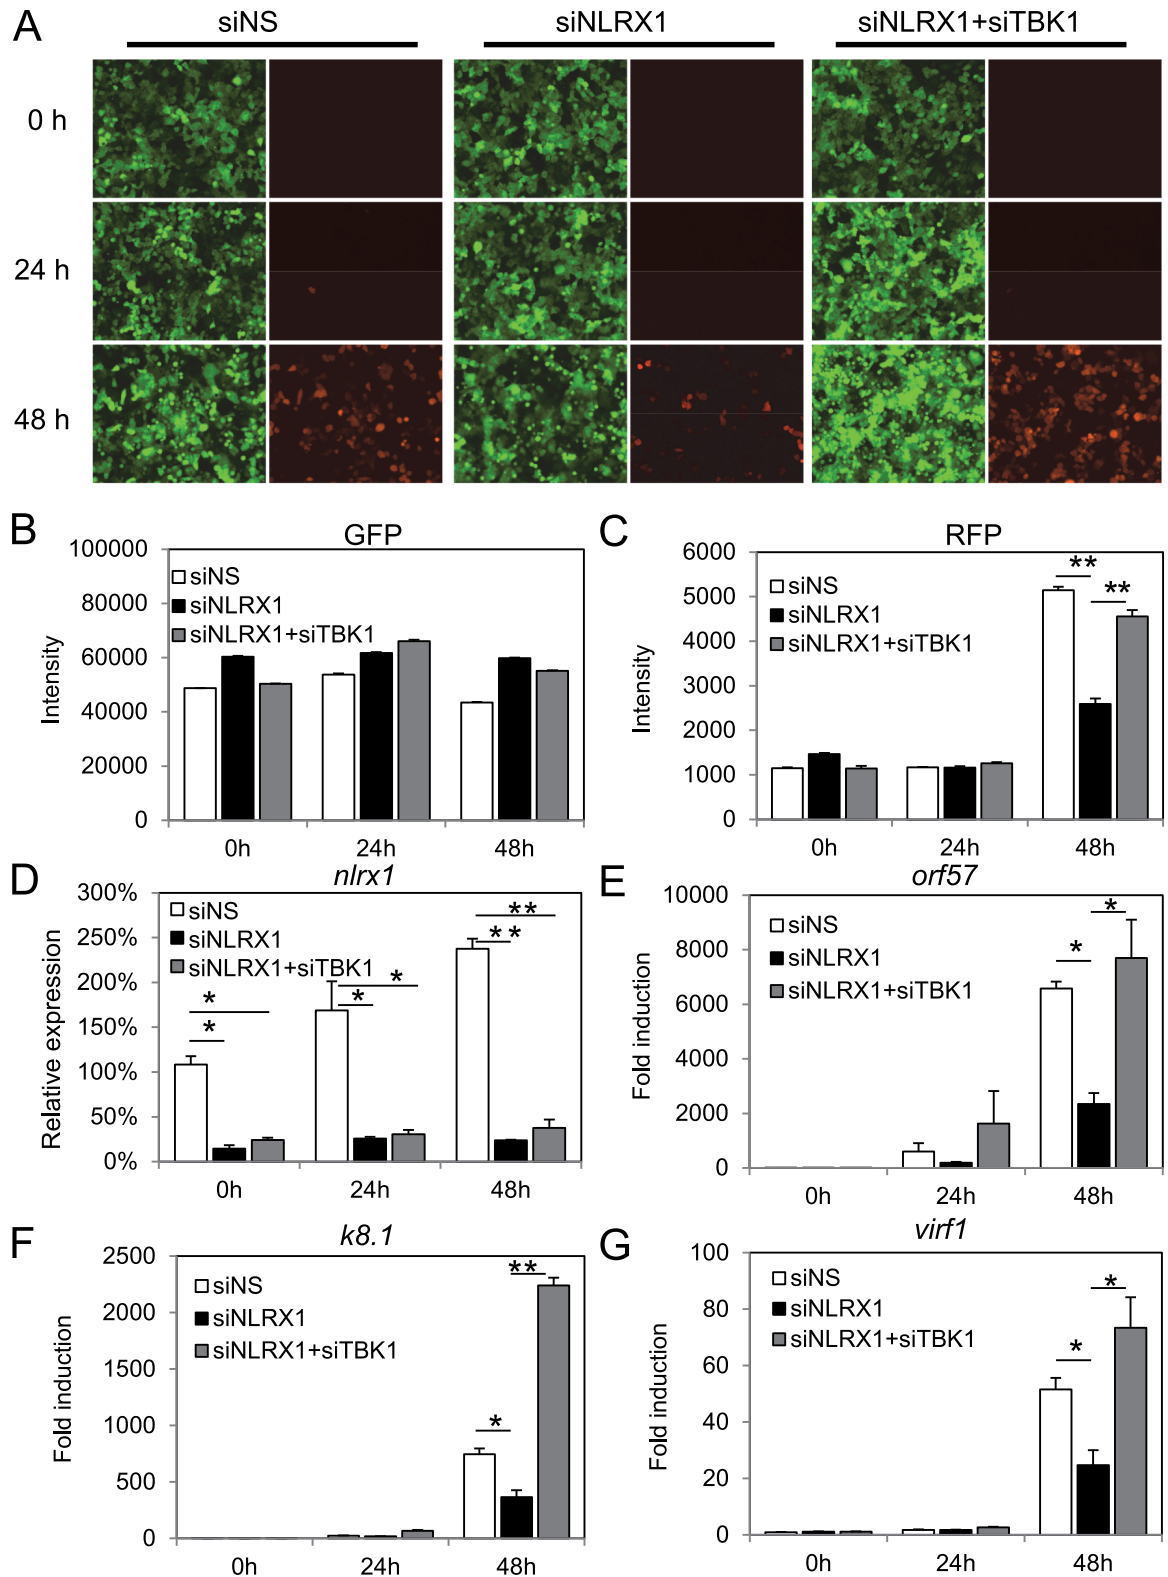 A
siNS siNLRX1 siNLRX1+siTBK1
0 h
24 h
48 h
B
GFP
Intensity
100000
80000
60000
40000
20000
0
siNS
siNLRX1
siNLRX1+siTBK1
0h 24h 48h
C
RFP
Intensity
6000
5000
4000
3000
2000
1000
0
siNS
siNLRX1
siNLRX1+siTBK1
** **
0h 24h 48h
D
nlrx1
Relative expression
300%
250%
200%
150%
100%
50%
0%
siNS
siNLRX1
siNLRX1+siTBK1
* * * * ** **
0h 24h 48h
E
orf57
Fold induction
10000
8000
6000
4000
2000
0
siNS
siNLRX1
siNLRX1+siTBK1
* *
0h 24h 48h
F
k8.1
Fold induction
2500
2000
1500
1000
500
0
siNS
siNLRX1
siNLRX1+siTBK1
* **
0h 24h 48h
G
virf1
Fold induction
100
80
60
40
20
0
siNS
siNLRX1
siNLRX1+siTBK1
* *
0h 24h 48h